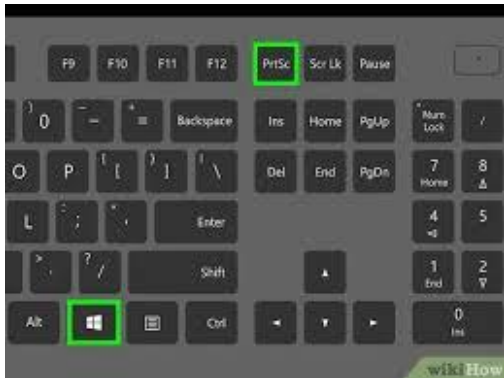 F9 F10 F11 F12 PrtSc Scr Lk Pause
) 0 _ - + = Backspace Ins Home PgUp Num Lock /
O P { [ } ] | \ Del End PgDn 7 Home 8
L : ; " ' Enter 4 5
> . ? / Shift 1 End 2
Alt Ctrl 0 Ins
wikiHow